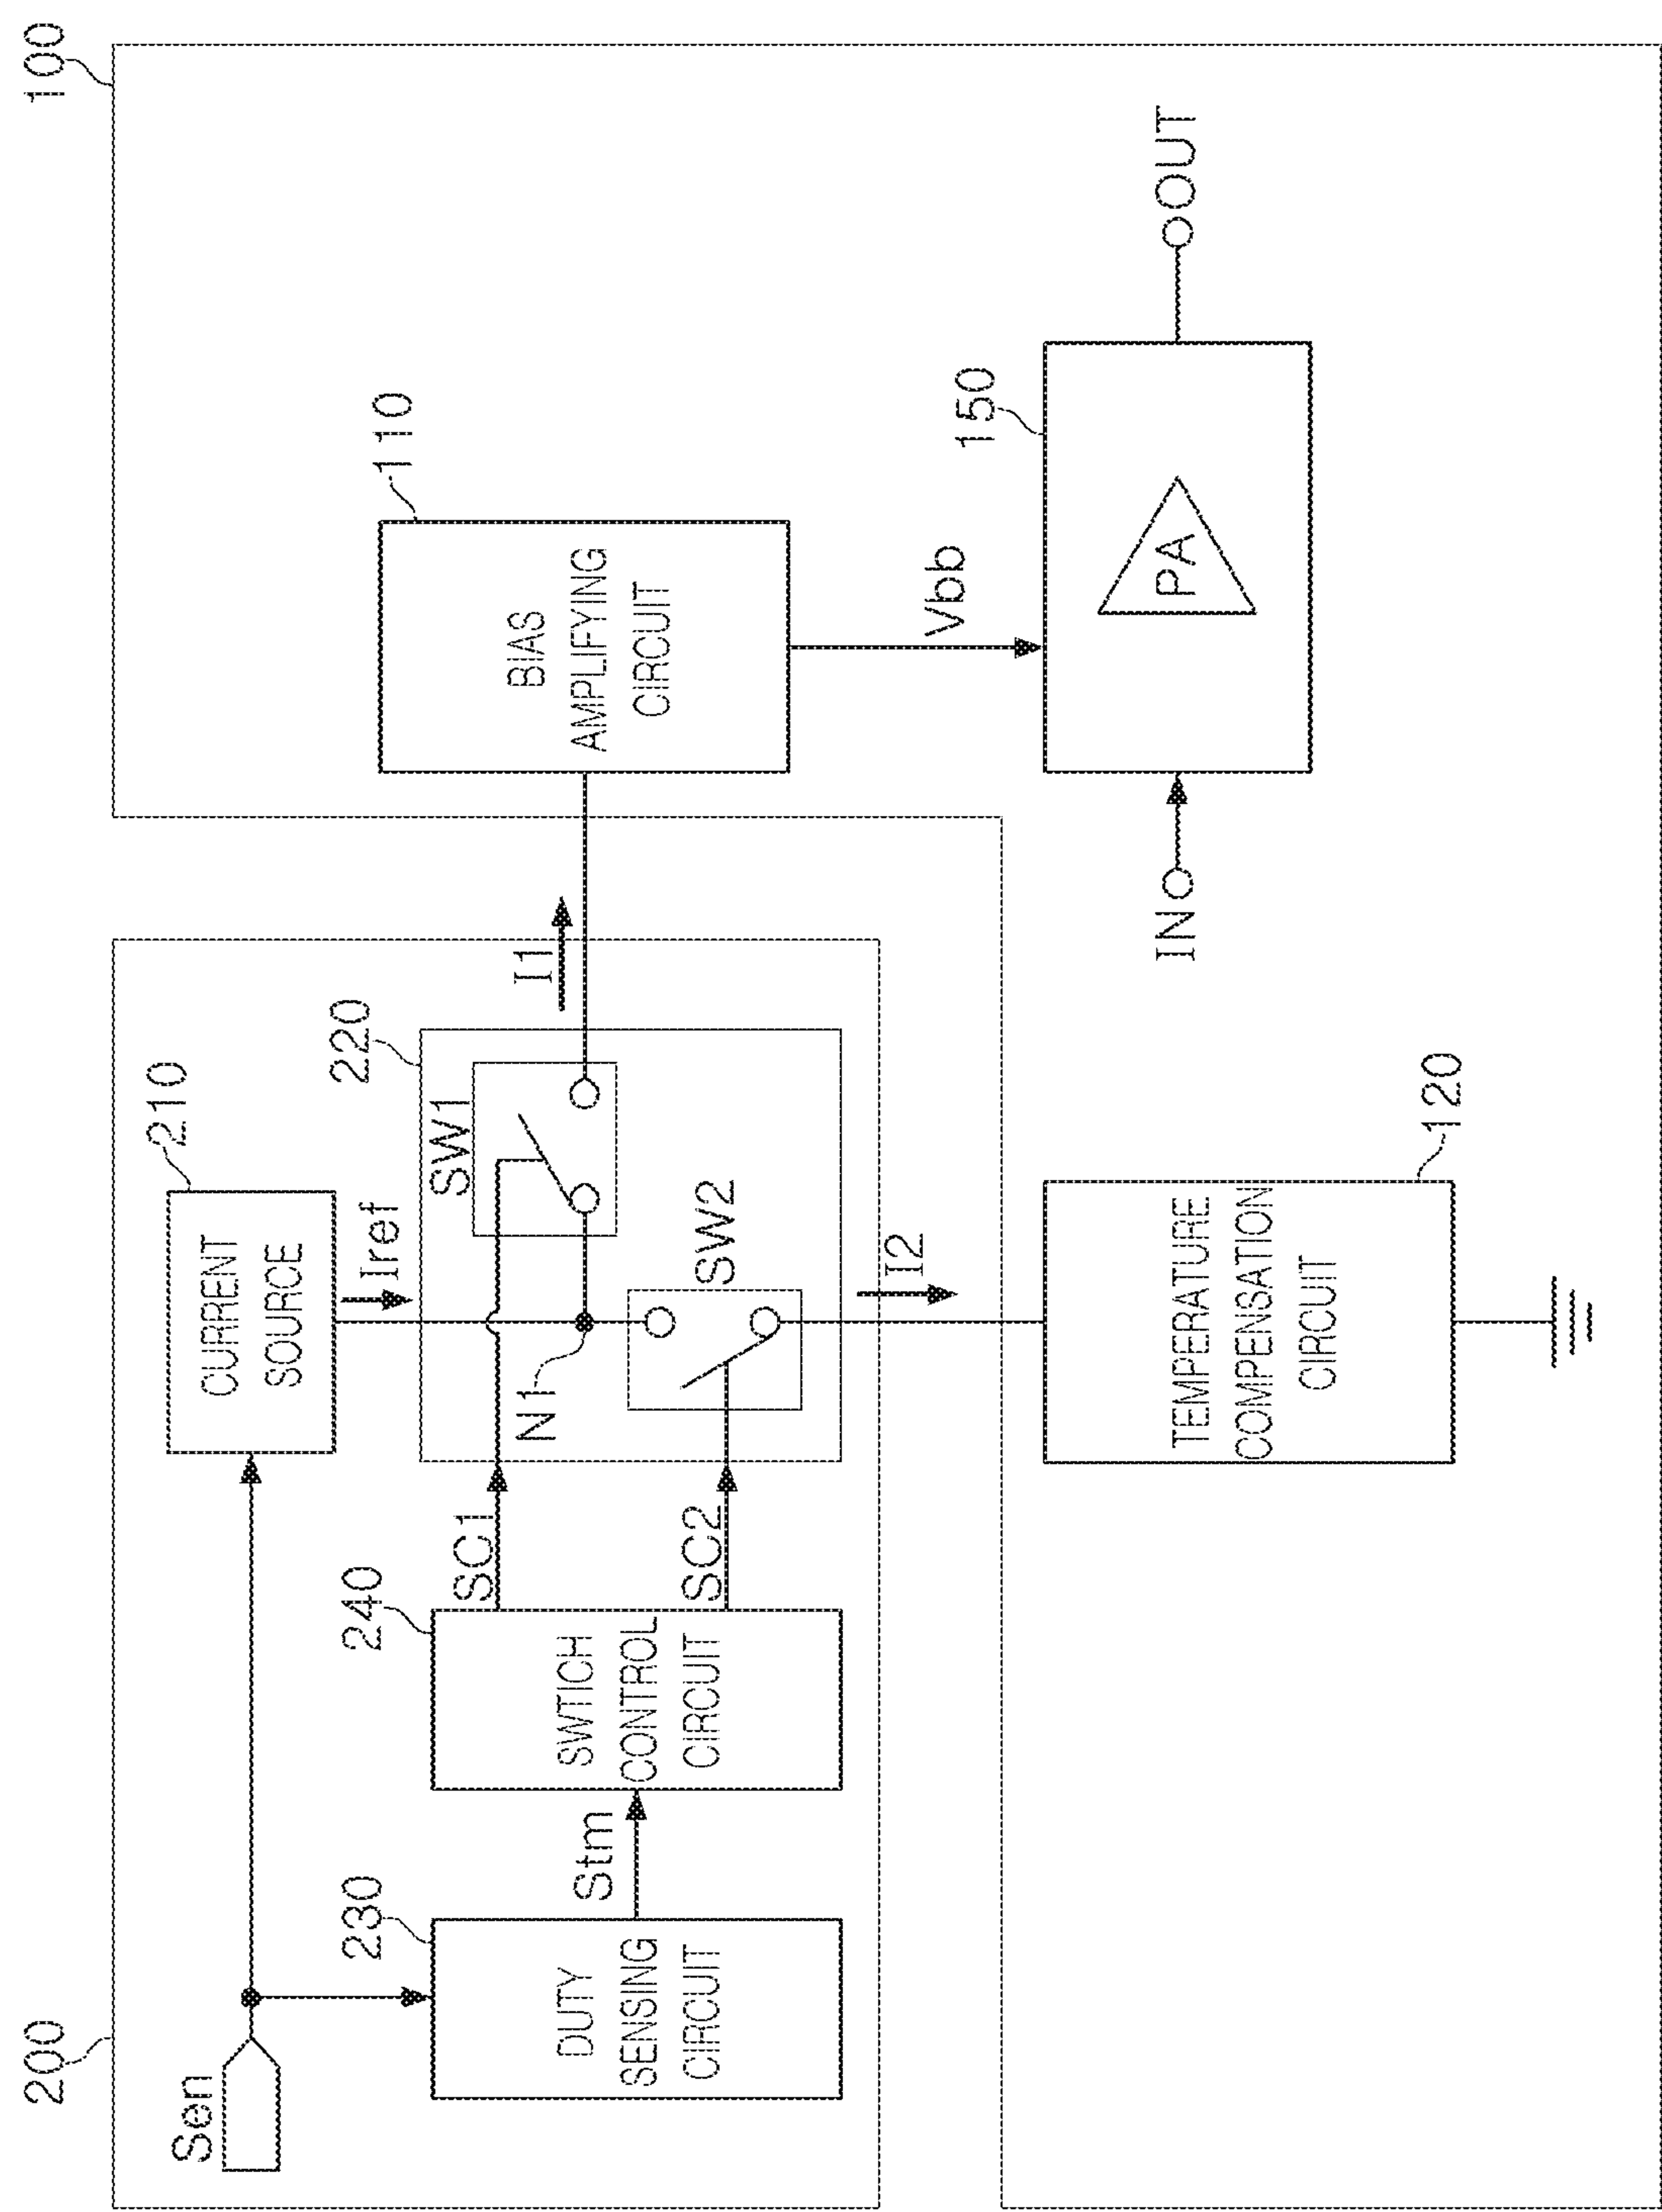 200
100
Sen
210
CURRENT
SOURCE
Iref
230
DUTY
SENSING
CIRCUIT
Stm
240
SWTICH
CONTROL
CIRCUIT
SC1
SC2
220
SW1
N1
SW2
I1
I2
110
BIAS
AMPLIFYING
CIRCUIT
Vbb
120
TEMPERATURE
COMPENSATION
CIRCUIT
150
IN
PA
OUT